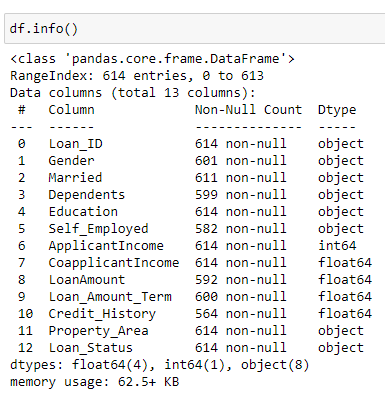 df.info()
<class 'pandas.core.frame.DataFrame'>
RangeIndex: 614 entries, 0 to 613
Data columns (total 13 columns):
 #   Column             Non-Null Count  Dtype
---  ------             --------------  -----
 0   Loan_ID            614 non-null    object
 1   Gender             601 non-null    object
 2   Married            611 non-null    object
 3   Dependents         599 non-null    object
 4   Education          614 non-null    object
 5   Self_Employed      582 non-null    object
 6   ApplicantIncome    614 non-null    int64
 7   CoapplicantIncome  614 non-null    float64
 8   LoanAmount         592 non-null    float64
 9   Loan_Amount_Term   600 non-null    float64
 10  Credit_History     564 non-null    float64
 11  Property_Area      614 non-null    object
 12  Loan_Status        614 non-null    object
dtypes: float64(4), int64(1), object(8)
memory usage: 62.5+ KB